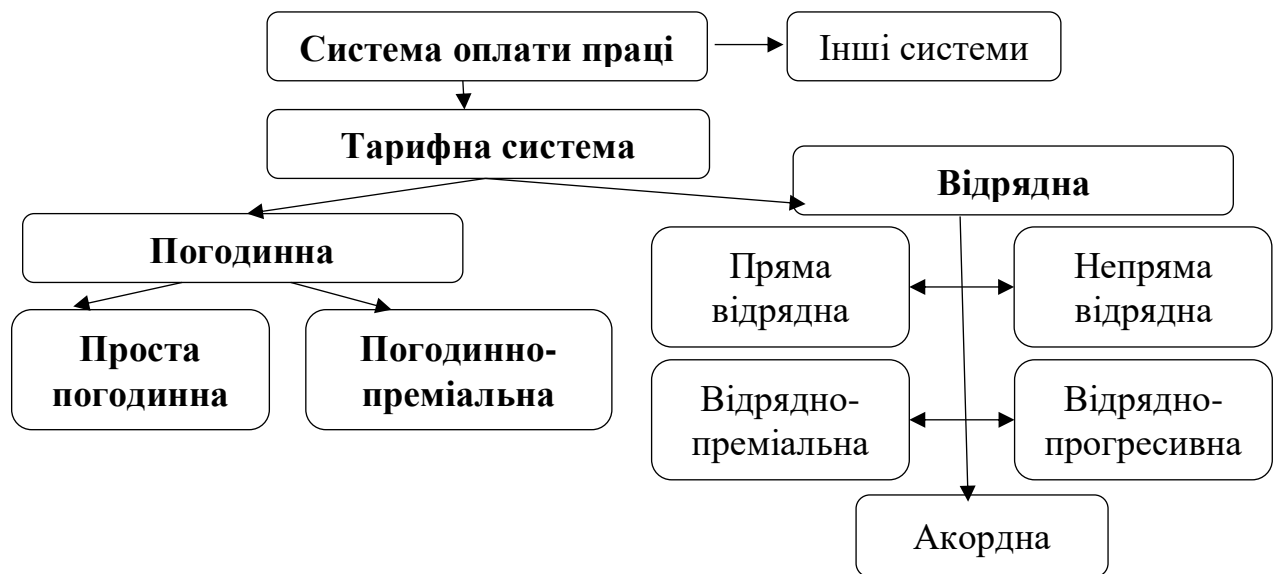 Система оплати праці
Інші системи
Тарифна система
Відрядна
Погодинна
Пряма
відрядна
Непряма
відрядна
Проста
погодинна
Погодинно-
преміальна
Відрядно-
преміальна
Відрядно-
прогресивна
Акордна